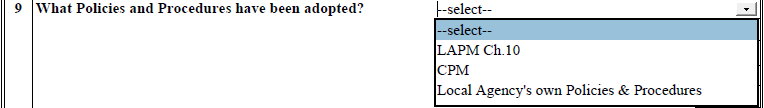 9 What Policies and Procedures have been adopted? --select--
--select--
LAPM Ch.10
CPM
Local Agency's own Policies & Procedures